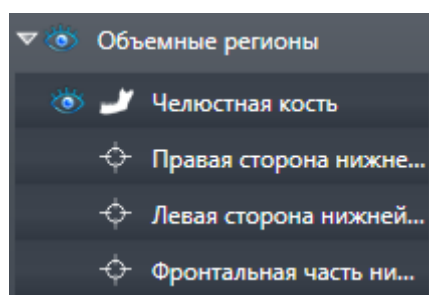 Объемные регионы
Челюстная кость
Правая сторона нижне...
Левая сторона нижней...
Фронтальная часть ни...